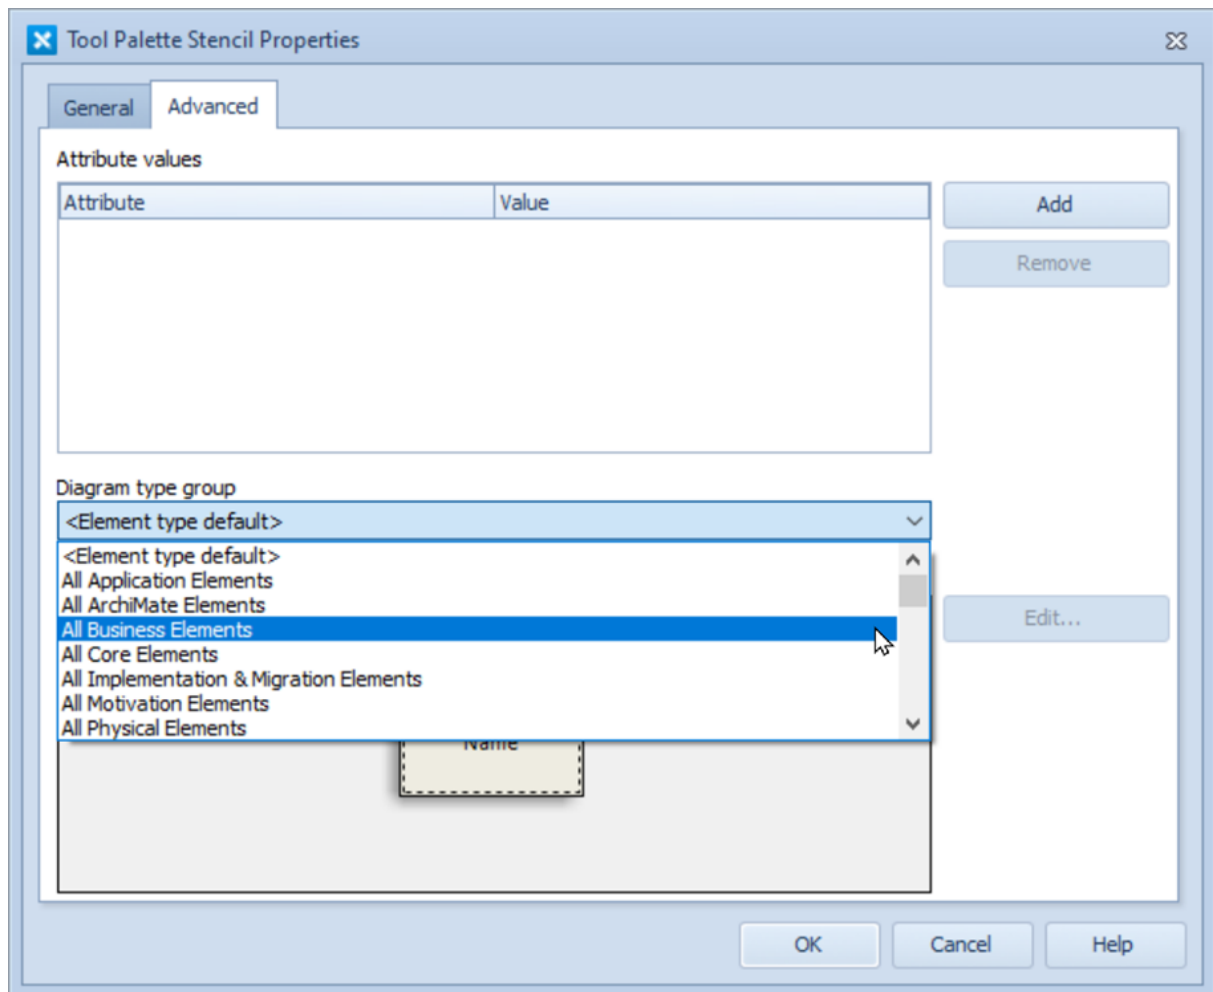 Tool Palette Stencil Properties
General Advanced
Attribute values
Attribute Value
Add
Remove
Diagram type group
<Element type default>
<Element type default>
All Application Elements
All ArchiMate Elements
All Business Elements
All Core Elements
All Implementation & Migration Elements
All Motivation Elements
All Physical Elements
Edit...
Name
OK Cancel Help